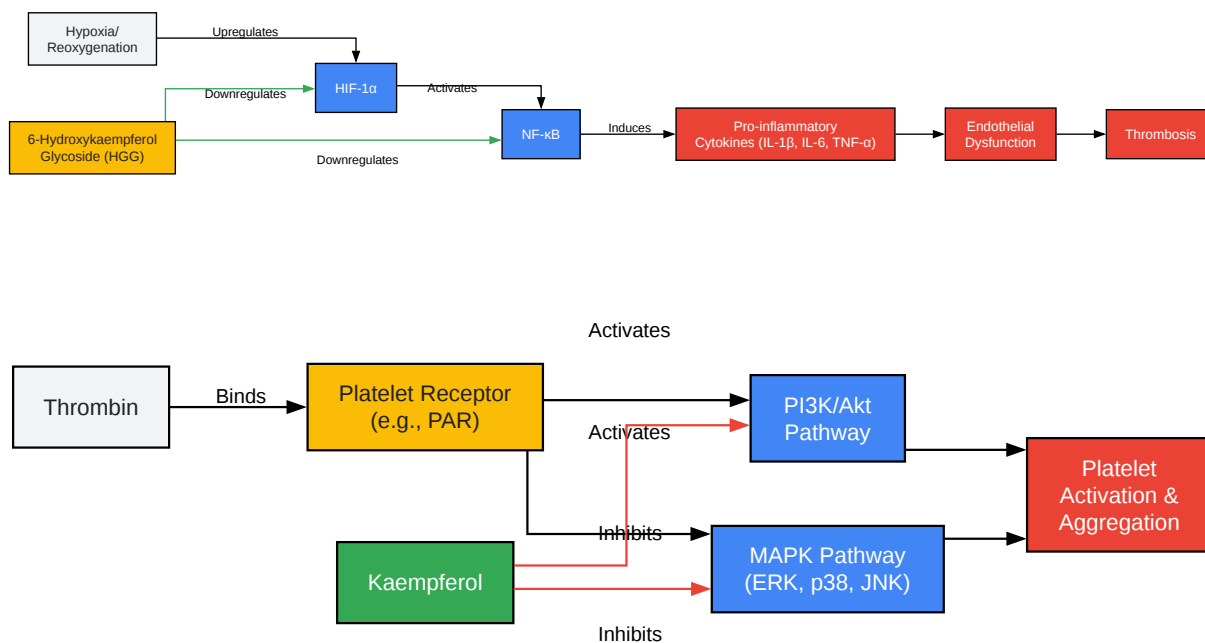 Hypoxia/
Reoxygenation
Upregulates
HIF-1α
Downregulates
Activates
6-Hydroxykaempferol
Glycoside (HGG)
Downregulates
NF-κB
Induces
Pro-inflammatory
Cytokines (IL-1β, IL-6, TNF-α)
Endothelial
Dysfunction
Thrombosis
Activates
Thrombin
Binds
Platelet Receptor
(e.g., PAR)
Activates
PI3K/Akt
Pathway
Platelet
Activation &
Aggregation
Inhibits
Kaempferol
MAPK Pathway
(ERK, p38, JNK)
Inhibits